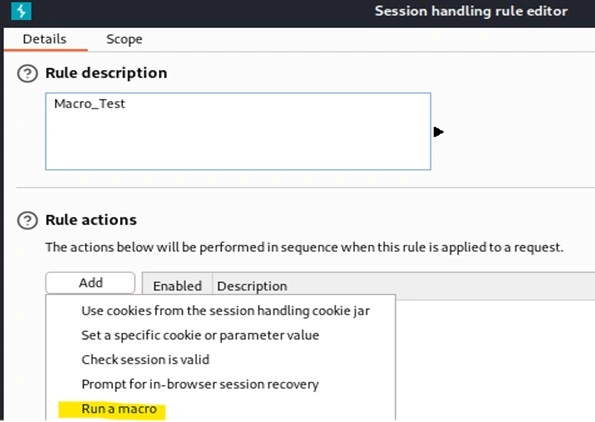 Session handling rule editor
Details Scope
Rule description
Macro_Test
Rule actions
The actions below will be performed in sequence when this rule is applied to a request.
Add Enabled Description
Use cookies from the session handling cookie jar
Set a specific cookie or parameter value
Check session is valid
Prompt for in-browser session recovery
Run a macro